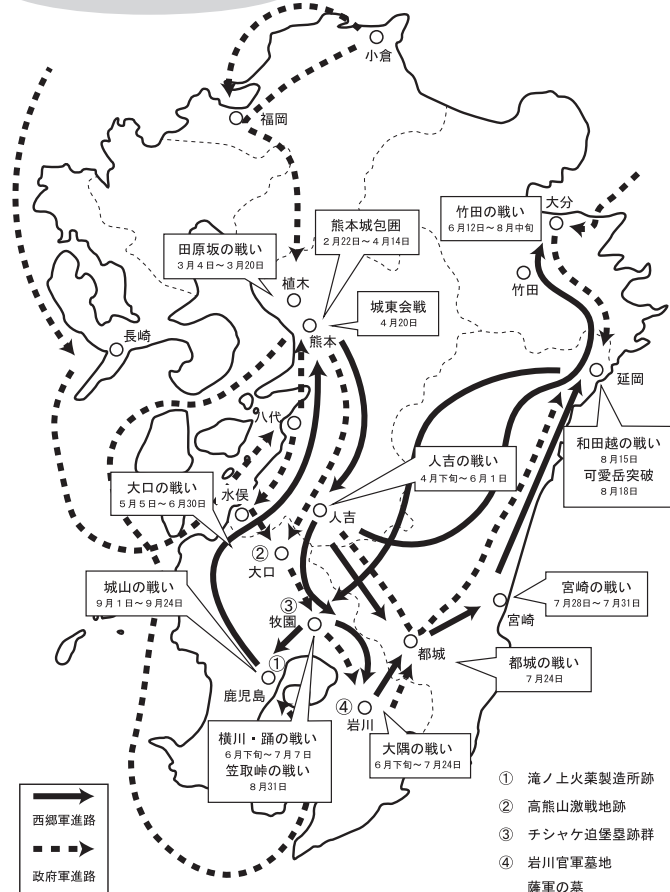 小倉
福岡
大分
竹田の戦い
6月12日〜8月中旬
熊本城包囲
2月22日〜4月14日
田原坂の戦い
3月4日〜3月20日
竹田
植木
城東会戦
4月20日
長崎
熊本
延岡
八代
和田越の戦い
8月15日
可愛岳突破
8月18日
人吉の戦い
4月下旬〜6月1日
大口の戦い
5月5日〜6月30日
水俣
人吉
②
大口
城山の戦い
9月1日〜9月24日
宮崎の戦い
7月28日〜7月31日
③
牧園
宮崎
都城
都城の戦い
7月24日
①
鹿児島
④
岩川
横川・踊の戦い
6月下旬〜7月7日
笠取峠の戦い
8月31日
大隅の戦い
6月下旬〜7月24日
西郷軍進路
政府軍進路
① 滝ノ上火薬製造所跡
② 高熊山激戦地跡
③ チシャケ迫堡塁跡群
④ 岩川官軍墓地
薩軍の墓